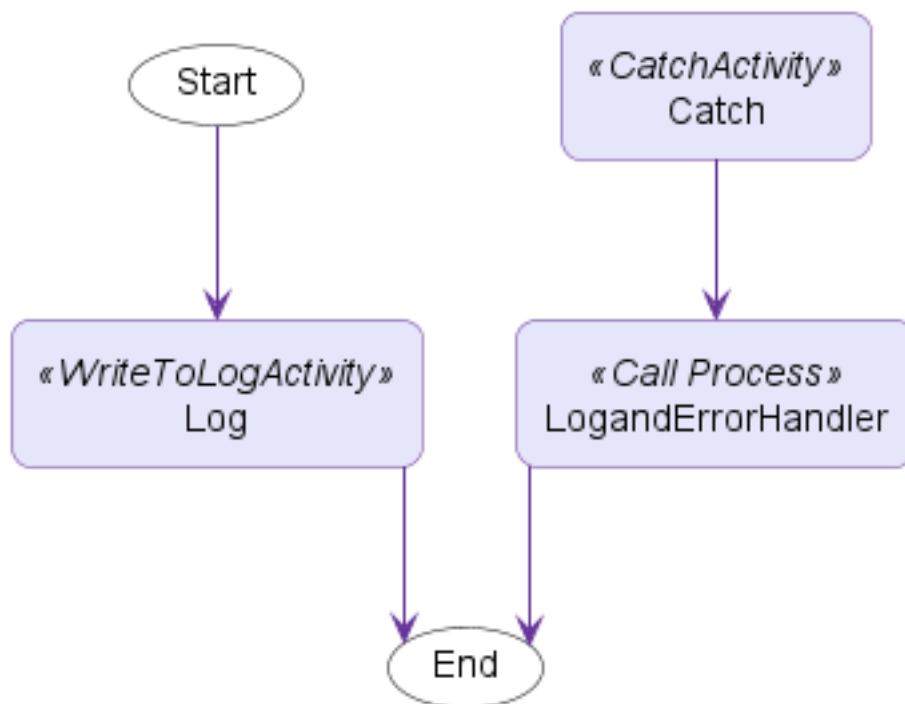 Start
«CatchActivity»
Catch
«WriteToLogActivity»
Log
«Call Process»
LogandErrorHandler
End